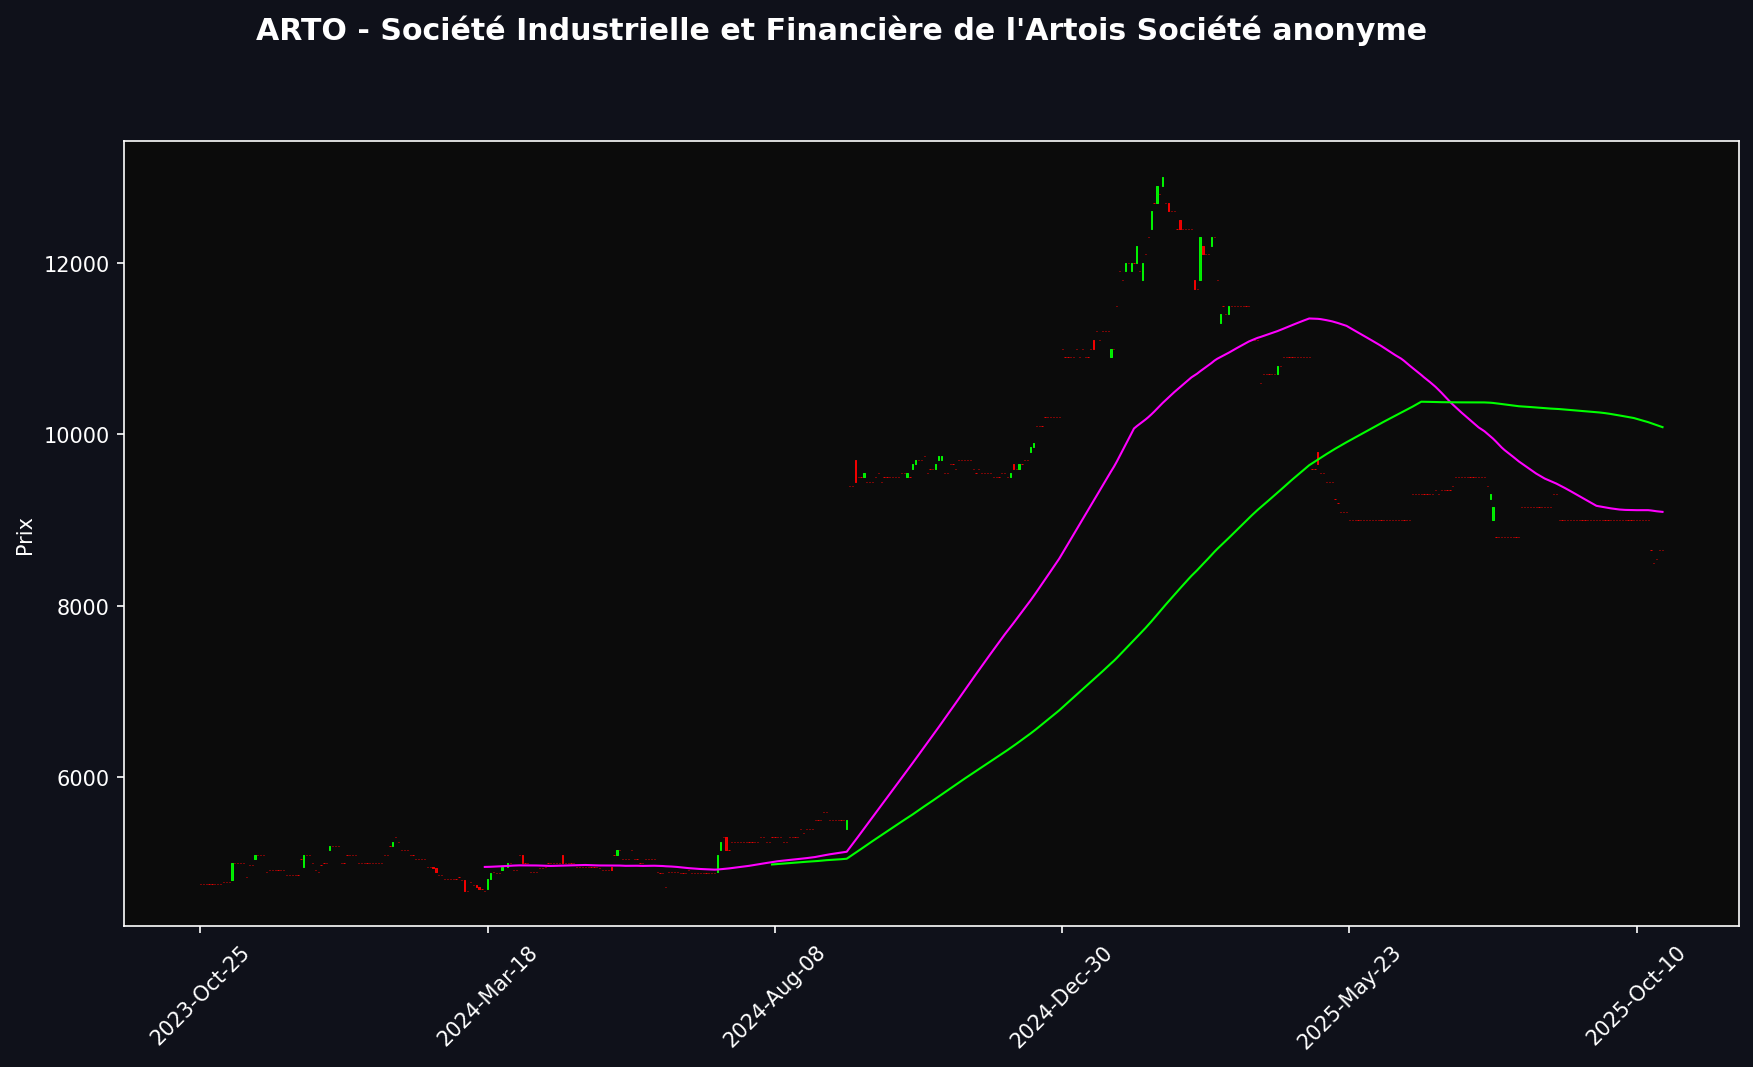 ARTO - Société Industrielle et Financière de l'Artois Société anonyme
Prix
12000
10000
8000
6000
2023-Oct-25
2024-Mar-18
2024-Aug-08
2024-Dec-30
2025-May-23
2025-Oct-10